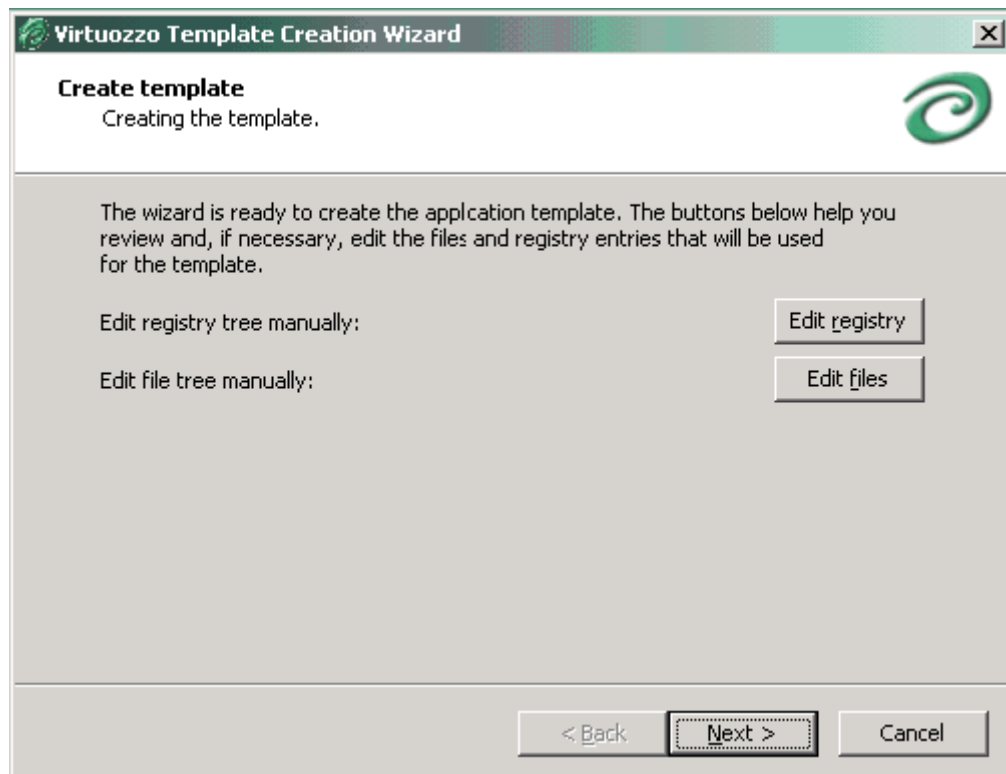 Virtuozzo Template Creation Wizard
Create template
Creating the template.
The wizard is ready to create the applcation template. The buttons below help you
review and, if necessary, edit the files and registry entries that will be used
for the template.
Edit registry tree manually:
Edit registry
Edit file tree manually:
Edit files
< Back
Next >
Cancel